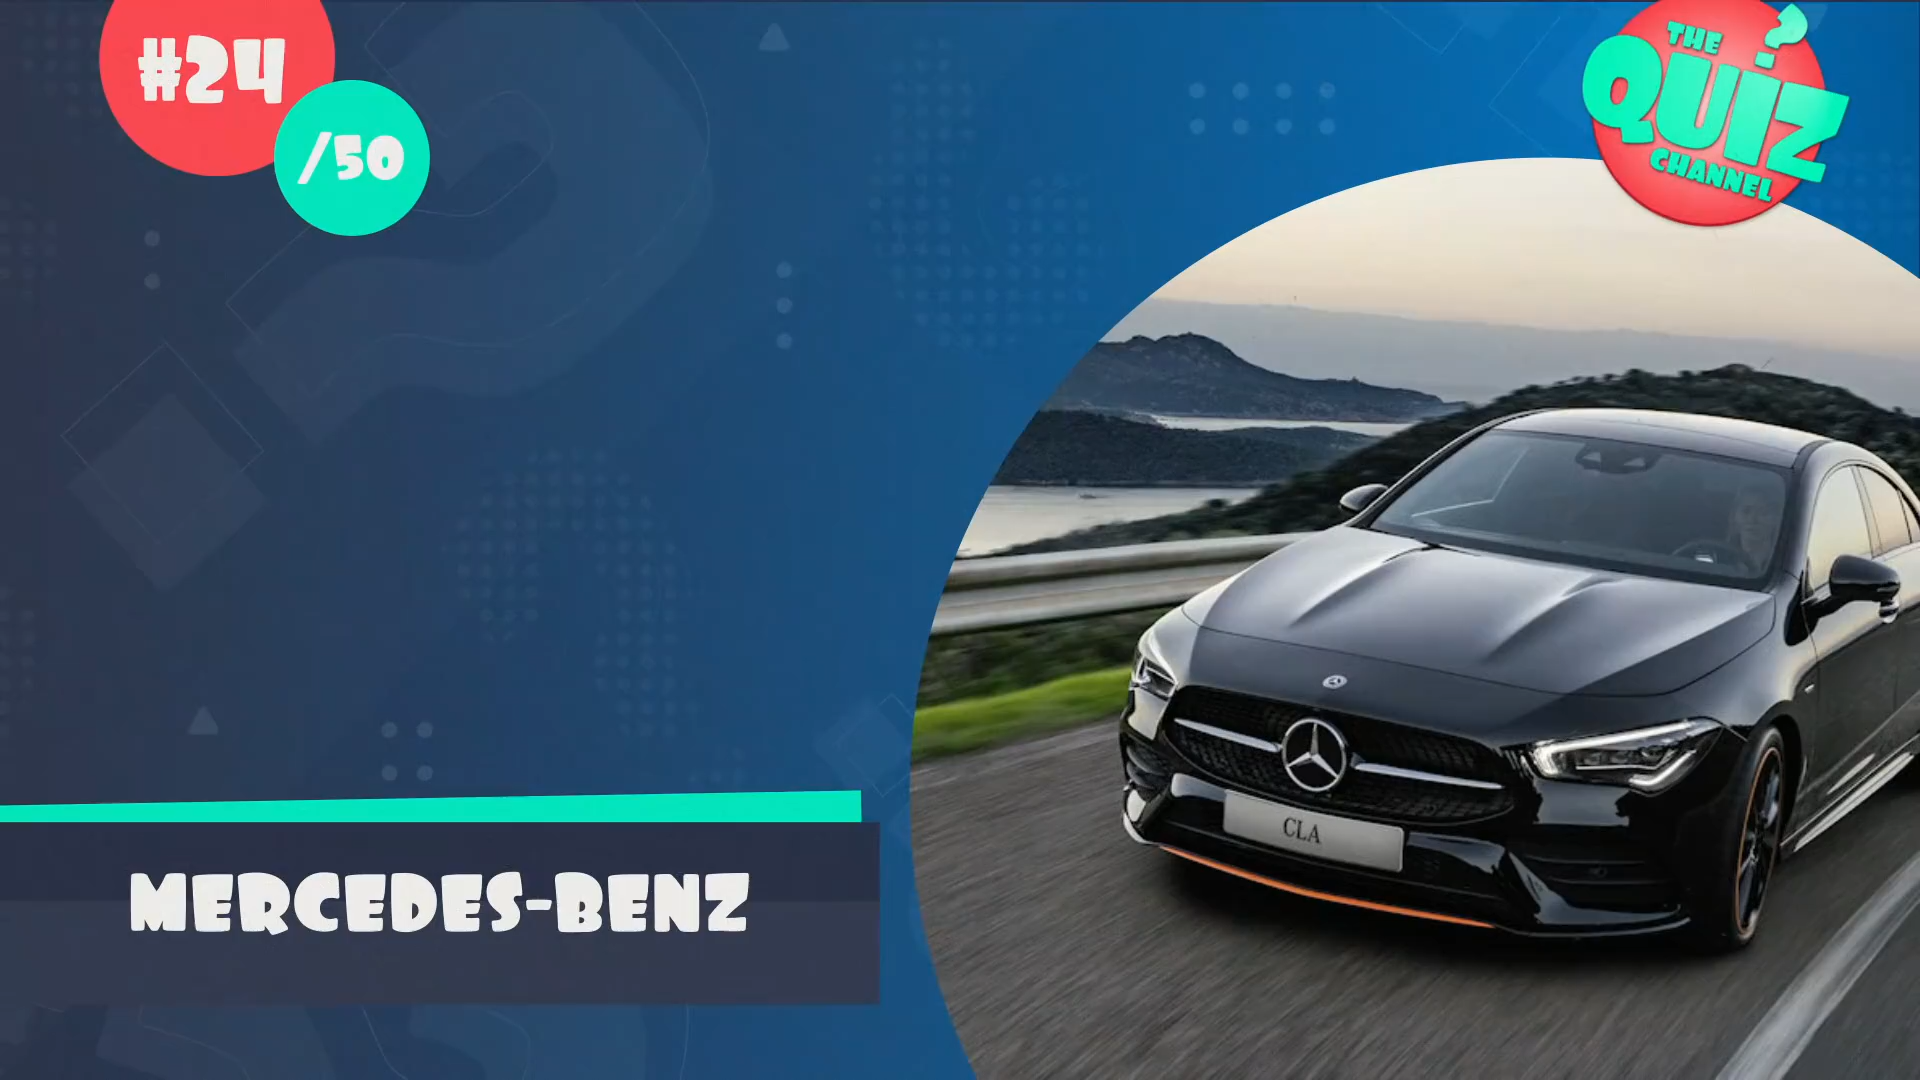 #24
/50
THE
QUIZ
CHANNEL
CLA
MERCEDES-BENZ